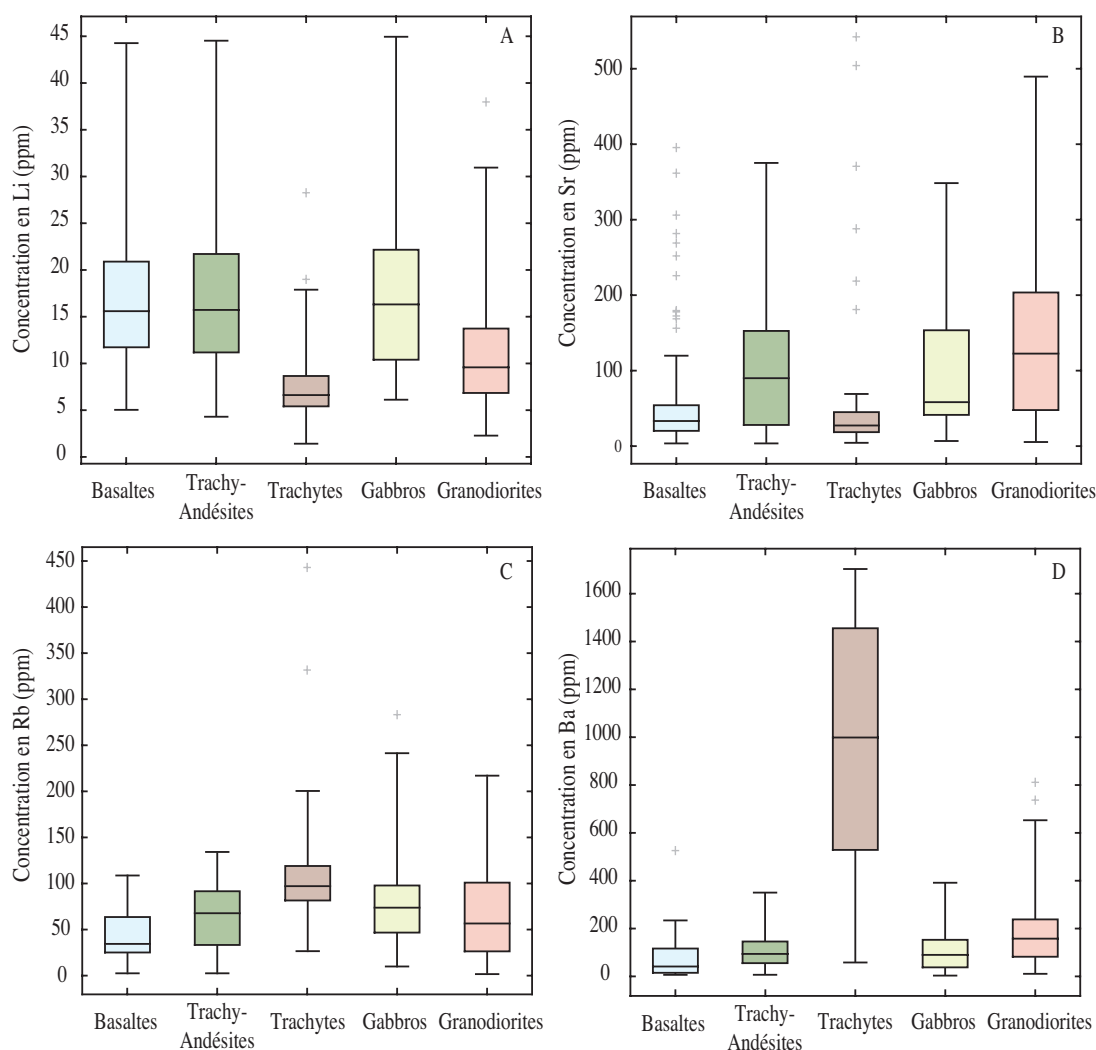 A
45
40
35
30
25
20
15
10
5
0
Concentration en Li (ppm)
Basaltes
Trachy-
Andésites
Trachytes
Gabbros
Granodiorites
B
500
400
300
200
100
0
Concentration en Sr (ppm)
Basaltes
Trachy-
Andésites
Trachytes
Gabbros
Granodiorites
C
450
400
350
300
250
200
150
100
50
0
Concentration en Rb (ppm)
Basaltes
Trachy-
Andésites
Trachytes
Gabbros
Granodiorites
D
1600
1400
1200
1000
800
600
400
200
0
Concentration en Ba (ppm)
Basaltes
Trachy-
Andésites
Trachytes
Gabbros
Granodiorites